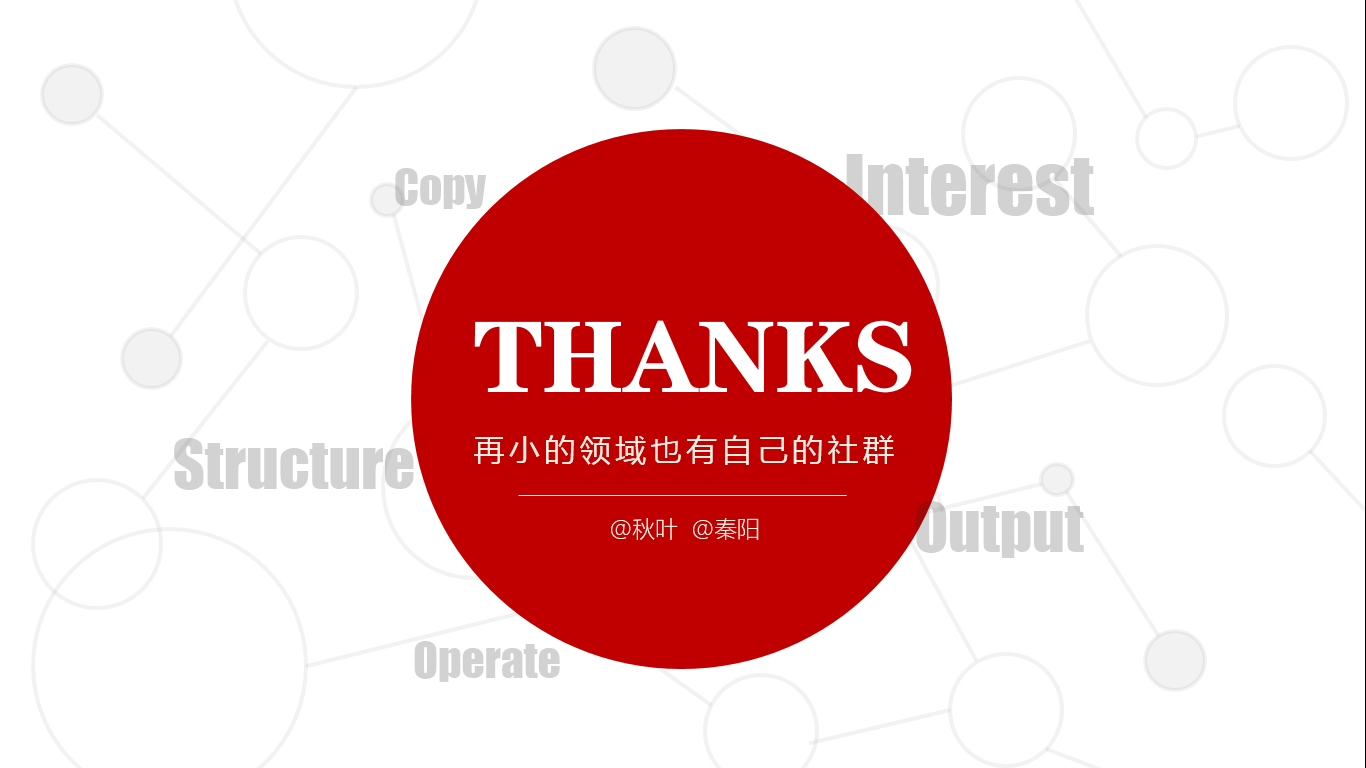 Copy
Interest
THANKS
再小的领域也有自己的社群
Structure
@秋叶 @秦阳
Output
Operate